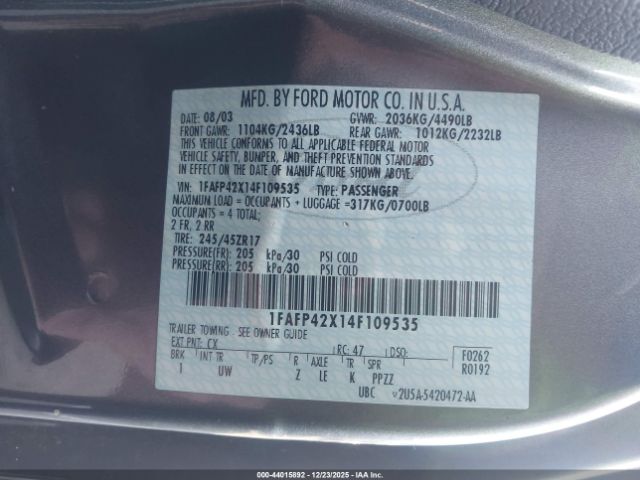 MFD. BY FORD MOTOR CO. IN U.S.A.
DATE: 08/03 GVWR: 2036KG/4490LB
FRONT GAWR: 1104KG/2436LB REAR GAWR: 1012KG/2232LB
THIS VEHICLE CONFORMS TO ALL APPLICABLE FEDERAL MOTOR
VEHICLE SAFETY, BUMPER, AND THEFT PREVENTION STANDARDS
IN EFFECT ON THE DATE OF MANUFACTURE SHOWN ABOVE.
VIN: 1FAFP42X14F109535 TYPE: PASSENGER
MAXIMUM LOAD = OCCUPANTS + LUGGAGE =317KG/0700LB
OCCUPANTS = 4 TOTAL;
2 FR, 2 RR
TIRE: 245/45ZR17
PRESSURE(FR): 205 kPa/30 PSI COLD
PRESSURE(RR): 205 kPa/30 PSI COLD
1FAFP42X14F109535
TRAILER TOWING - SEE OWNER GUIDE
EXT PNT: CX RC: 47 DSO: F0262
BRK INT TR TP/PS R AXLE TR SPR R0192
1 UW Z LE K PPZZ
UBC v2U5A-5420472-AA
000-44015892 - 12/23/2025 - IAAI, Inc.